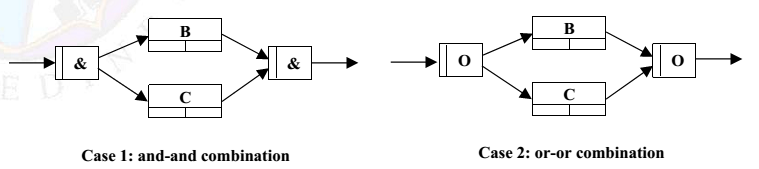 B
& &
C
Case 1: and-and combination
B
O O
C
Case 2: or-or combination